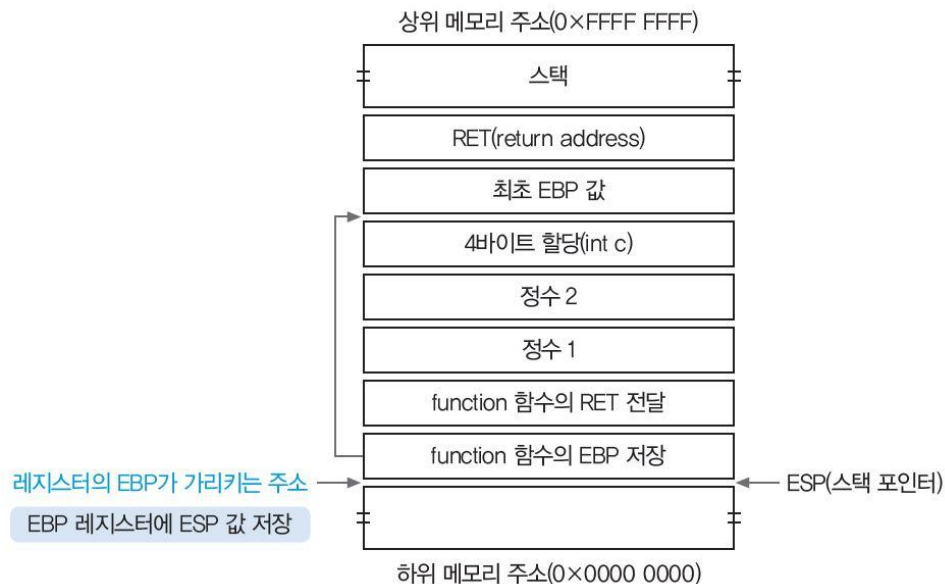 상위 메모리 주소(0×FFFF FFFF)
스택
RET(return address)
최초 EBP 값
4바이트 할당(int c)
정수 2
정수 1
function 함수의 RET 전달
function 함수의 EBP 저장
레지스터의 EBP가 가리키는 주소
ESP(스택 포인터)
EBP 레지스터에 ESP 값 저장
하위 메모리 주소(0×0000 0000)